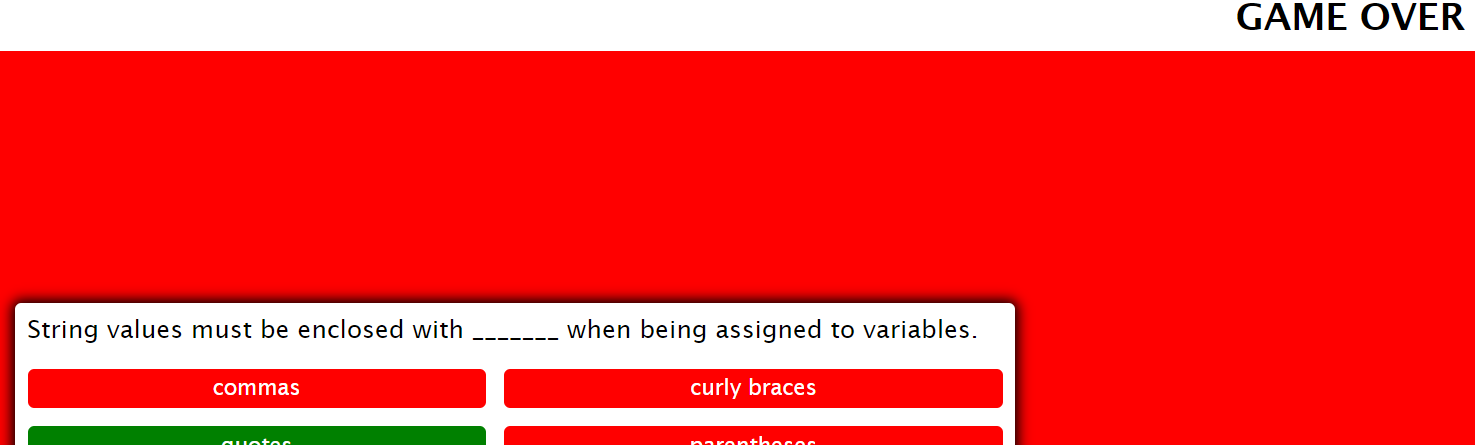 GAME OVER
String values must be enclosed with _______ when being assigned to variables.
commas
curly braces
quotes
parentheses